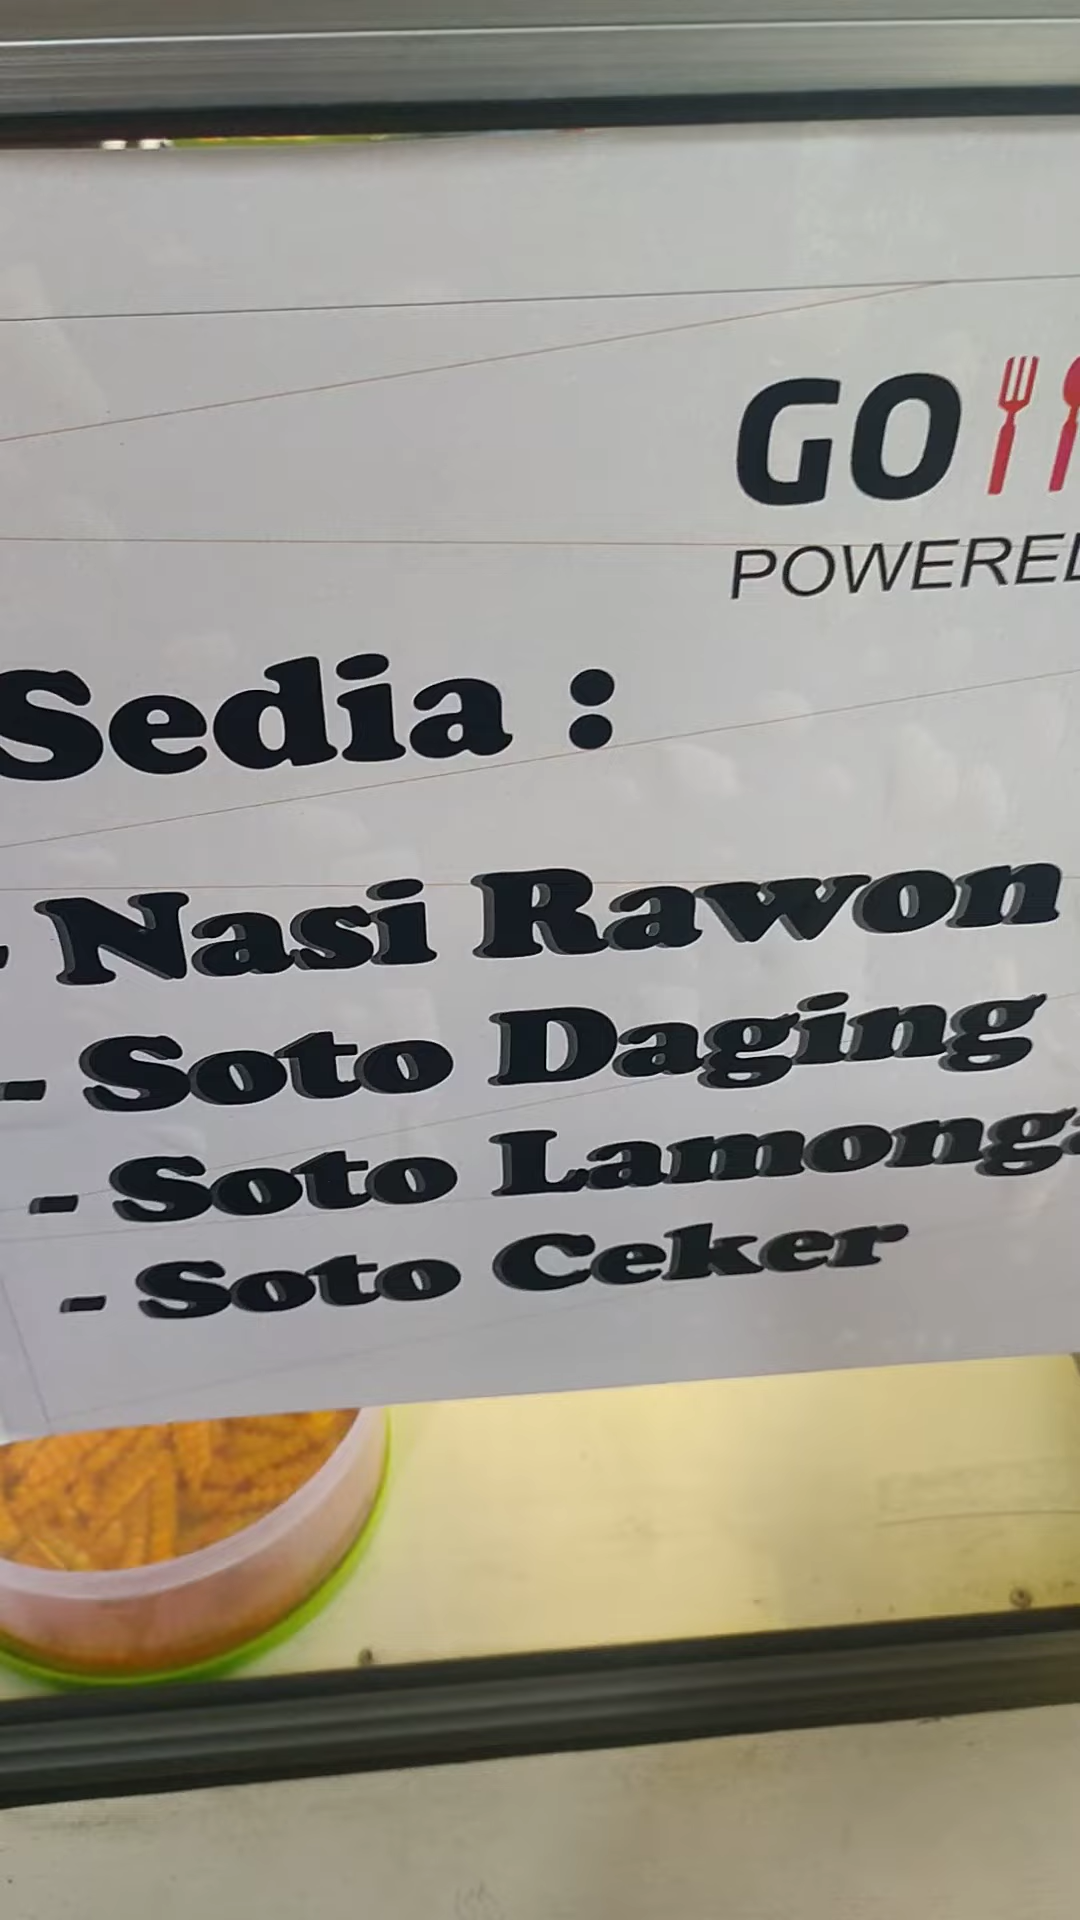 GO
POWERED
Sedia :
- Nasi Rawon
- Soto Daging
- Soto Lamonga
- Soto Ceker